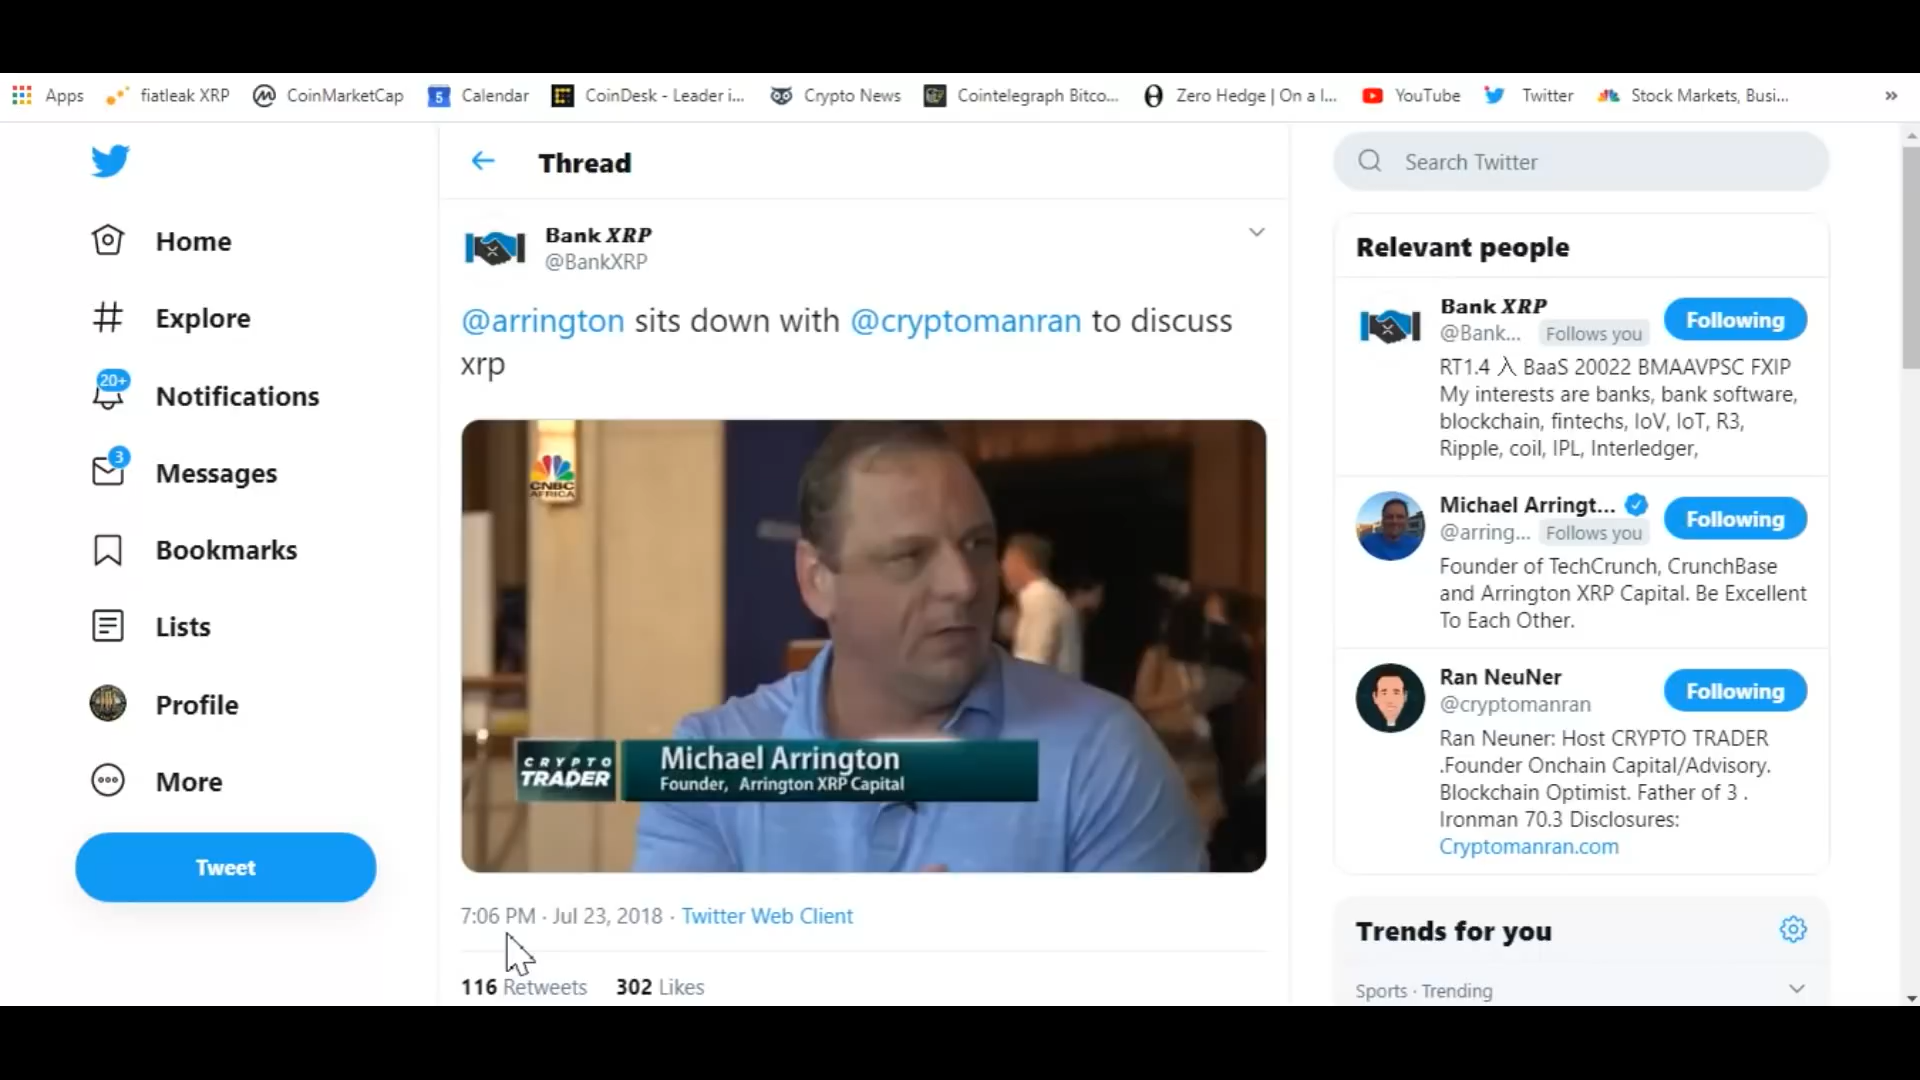 Apps
fiatleak XRP
CoinMarketCap
5
Calendar
CoinDesk - Leader i...
Crypto News
Cointelegraph Bitco...
Zero Hedge | On a l...
YouTube
Twitter
Stock Markets, Busi...
»
Home
Explore
20+
Notifications
3
Messages
Bookmarks
Lists
Profile
More
Tweet
Thread
Bank XRP
@BankXRP
@arrington sits down with @cryptomanran to discuss
xrp
CNBC
AFRICA
CRYPTO
TRADER
Michael Arrington
Founder, Arrington XRP Capital
7:06 PM · Jul 23, 2018 · Twitter Web Client
116 Retweets 302 Likes
Search Twitter
Relevant people
Bank XRP
@Bank... Follows you
Following
RT1.4 入 BaaS 20022 BMAAVPSC FXIP
My interests are banks, bank software,
blockchain, fintechs, IoV, IoT, R3,
Ripple, coil, IPL, Interledger,
Michael Arringt...
@arring... Follows you
Following
Founder of TechCrunch, CrunchBase
and Arrington XRP Capital. Be Excellent
To Each Other.
Ran NeuNer
@cryptomanran
Following
Ran Neuner: Host CRYPTO TRADER
.Founder Onchain Capital/Advisory.
Blockchain Optimist. Father of 3 .
Ironman 70.3 Disclosures:
Cryptomanran.com
Trends for you
Sports · Trending